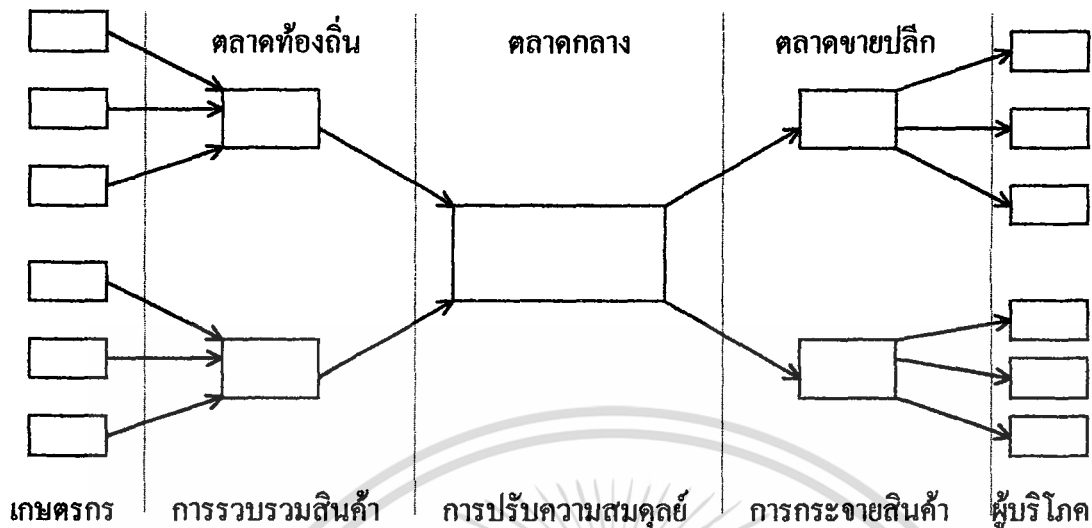 ตลาดท้องถิ่น ตลาดกลาง ตลาดขายปลีก
เกษตรกร การรวบรวมสินค้า การปรับความสมดุลย์ การกระจายสินค้า ผู้บริโภค